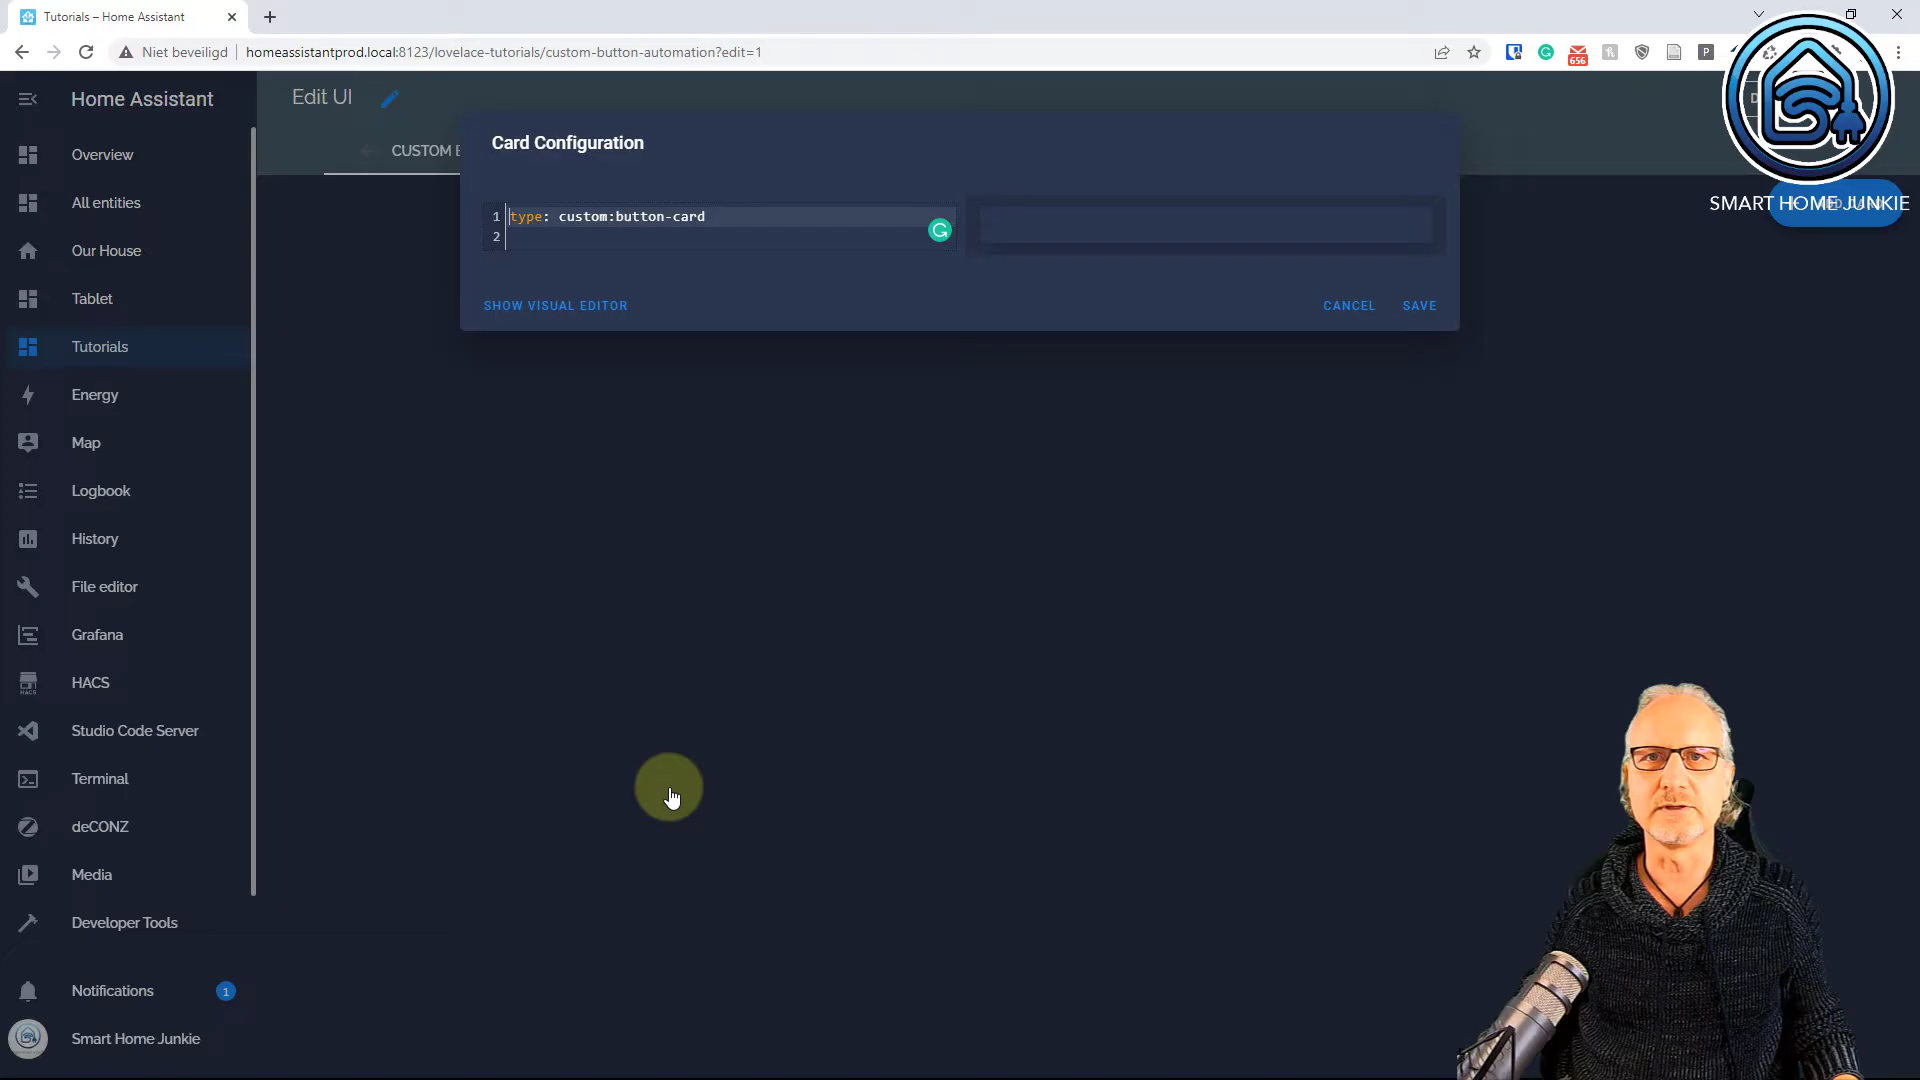 Tutorials – Home Assistant
Niet beveiligd
homeassistantprod.local:8123/lovelace-tutorials/custom-button-automation?edit=1
656
P
Home Assistant
Edit UI
CUSTOM B
Card Configuration
1 type: custom:button-card
2
SHOW VISUAL EDITOR
CANCEL
SAVE
SMART HOME JUNKIE
Overview
All entities
Our House
Tablet
Tutorials
Energy
Map
Logbook
History
File editor
Grafana
HACS
HACS
Studio Code Server
Terminal
deCONZ
Media
Developer Tools
Notifications
1
Smart Home Junkie